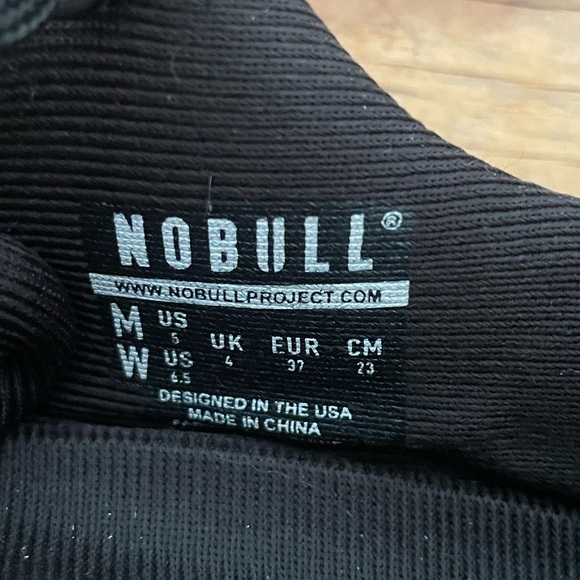 NOBULL®
WWW.NOBULLPROJECT.COM
M US 5 UK 4 EUR 37 CM 23
W US 6.5
DESIGNED IN THE USA
MADE IN CHINA